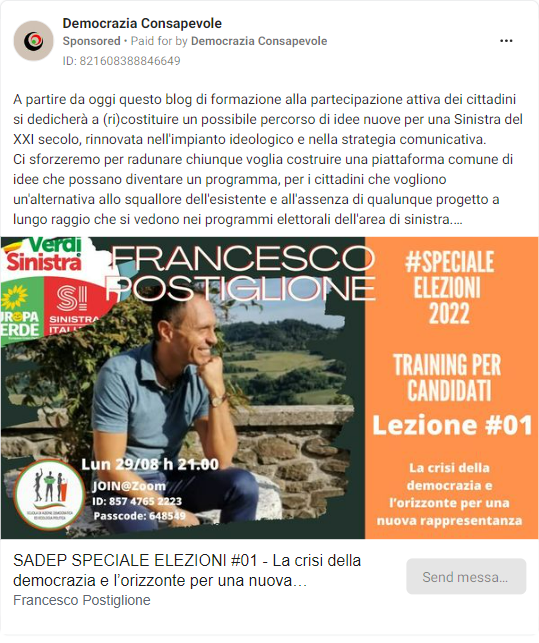 Democrazia Consapevole
Sponsored • Paid for by Democrazia Consapevole
ID: 821608388846649
A partire da oggi questo blog di formazione alla partecipazione attiva dei cittadini
si dedicherà a (ri)costituire un possibile percorso di idee nuove per una Sinistra del
XXI secolo, rinnovata nell'impianto ideologico e nella strategia comunicativa.
Ci sforzeremo per radunare chiunque voglia costruire una piattaforma comune di
idee che possano diventare un programma, per i cittadini che vogliono
un'alternativa allo squallore dell'esistente e all'assenza di qualunque progetto a
lungo raggio che si vedono nei programmi elettorali dell'area di sinistra....
Verdi
Sinistra
UROPA
ERDE
SI
SINISTRA
FRANCESCO
POSTIGLIONE
#SPECIALE
ELEZIONI
2022
TRAINING PER
CANDIDATI
Lezione #01
La crisi della
democrazia e
l'orizzonte per una
nuova rappresentanza
Lun 29/08 h 21.00
JOIN@Zoom
ID: 857 4765 2223
Passcode: 648549
SADEP SPECIALE ELEZIONI #01 - La crisi della
democrazia e l'orizzonte per una nuova...
Francesco Postiglione
Send messa...